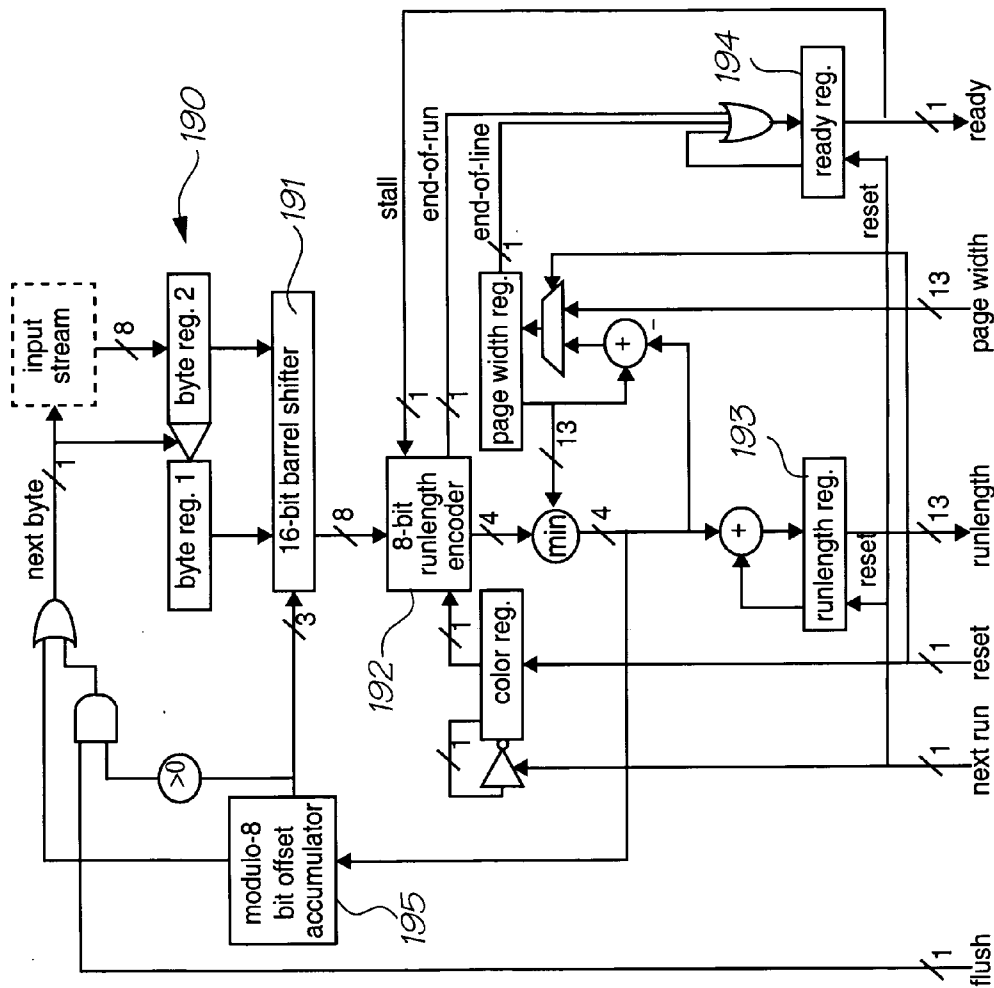 190
input
stream
8
next byte
1
byte reg. 1
byte reg. 2
191
16-bit barrel shifter
3
8
>0
modulo-8
bit offset
accumulator
195
192
8-bit
runlength
encoder
stall
1
end-of-run
1
end-of-line
1
4
min
4
13
page width reg.
+
−
color reg.
1
1
+
193
runlength reg.
reset
194
ready reg.
reset
1
flush
1
next run
1
reset
13
runlength
13
page width
1
ready